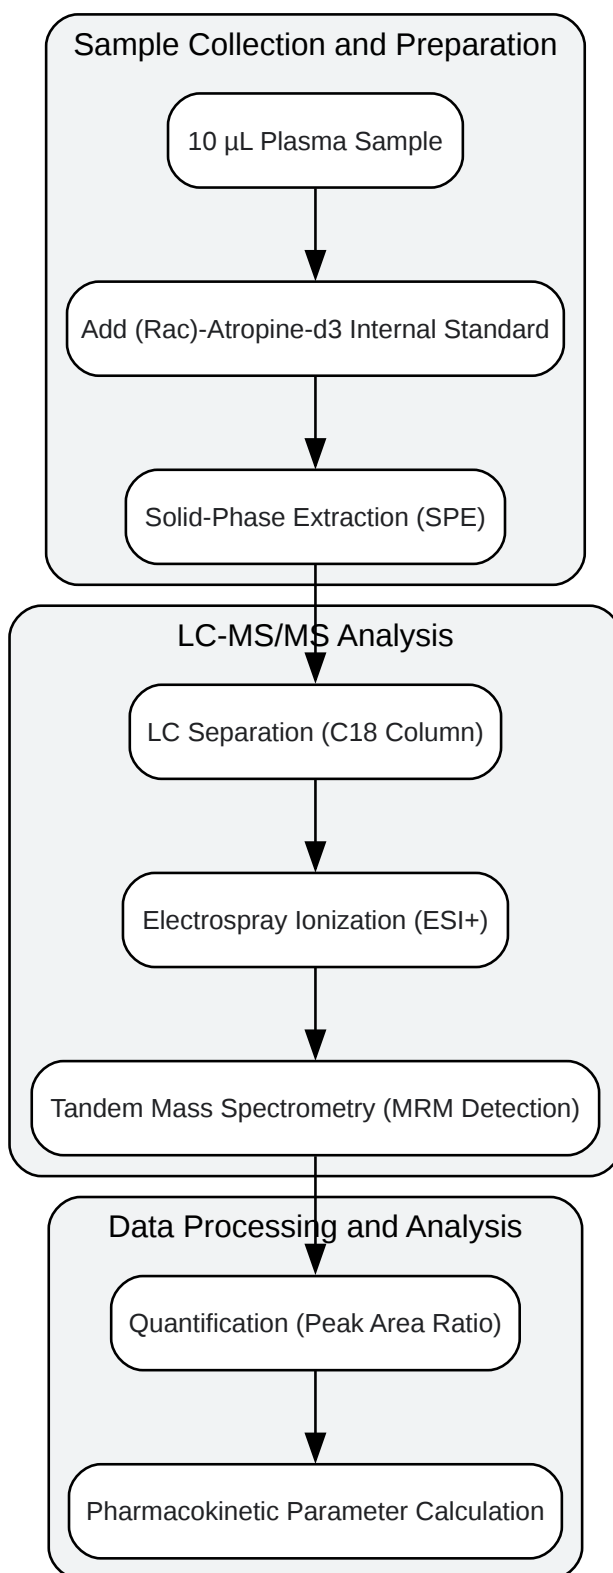 Sample Collection and Preparation
10 µL Plasma Sample
Add (Rac)-Atropine-d3 Internal Standard
Solid-Phase Extraction (SPE)
LC-MS/MS Analysis
LC Separation (C18 Column)
Electrospray Ionization (ESI+)
Tandem Mass Spectrometry (MRM Detection)
Data Processing and Analysis
Quantification (Peak Area Ratio)
Pharmacokinetic Parameter Calculation